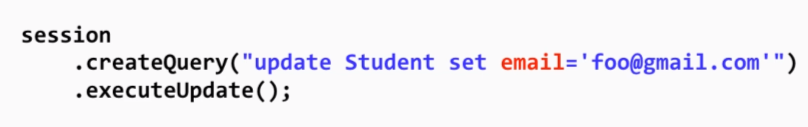 session
.createQuery("update Student set email='foo@gmail.com'")
.executeUpdate();